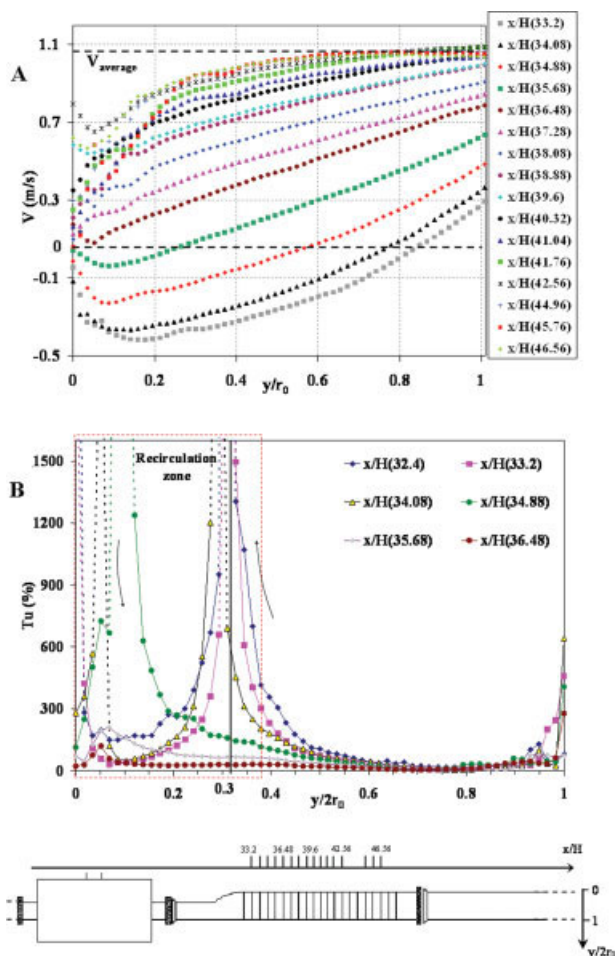 A
V (m/s)
1.1
0.7
0.3
0
-0.1
-0.5
Vaverage
0
0.2
0.4
0.6
0.8
1
y/r0
x/H(33.2)
x/H(34.08)
x/H(34.88)
x/H(35.68)
x/H(36.48)
x/H(37.28)
x/H(38.08)
x/H(38.88)
x/H(39.6)
x/H(40.32)
x/H(41.04)
x/H(41.76)
x/H(42.56)
x/H(44.96)
x/H(45.76)
x/H(46.56)
B
Tu (%)
1500
1200
900
600
300
0
Recirculation
zone
x/H(32.4)
x/H(33.2)
x/H(34.08)
x/H(34.88)
x/H(35.68)
x/H(36.48)
0
0.2
0.3
0.4
0.6
0.8
1
y/2r0
33.2
36.48
39.6
42.56
46.56
x/H
0
1
y/2r0